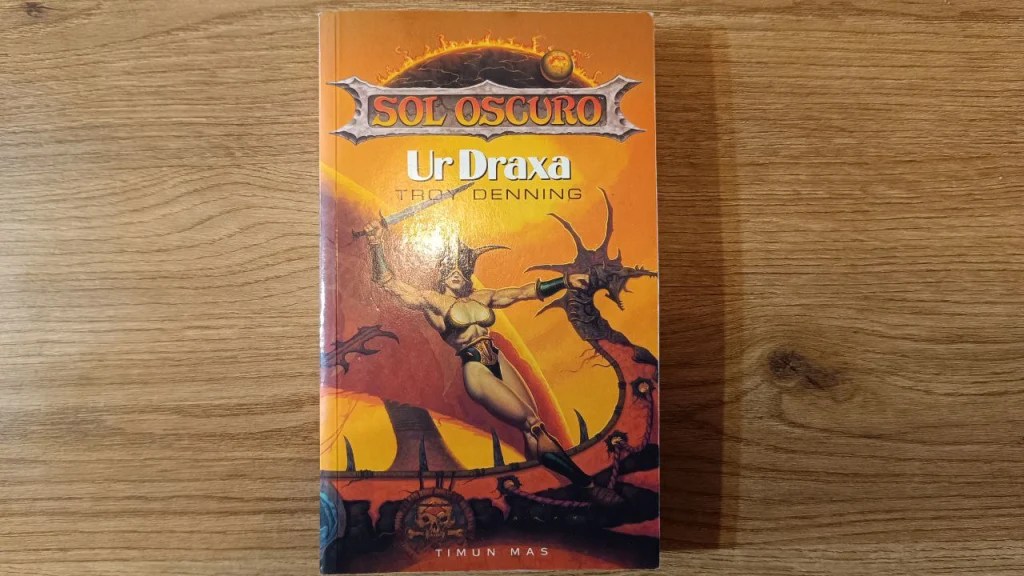 SOL OSCURO
Ur Draxa
TROY DENNING
TIMUN MAS